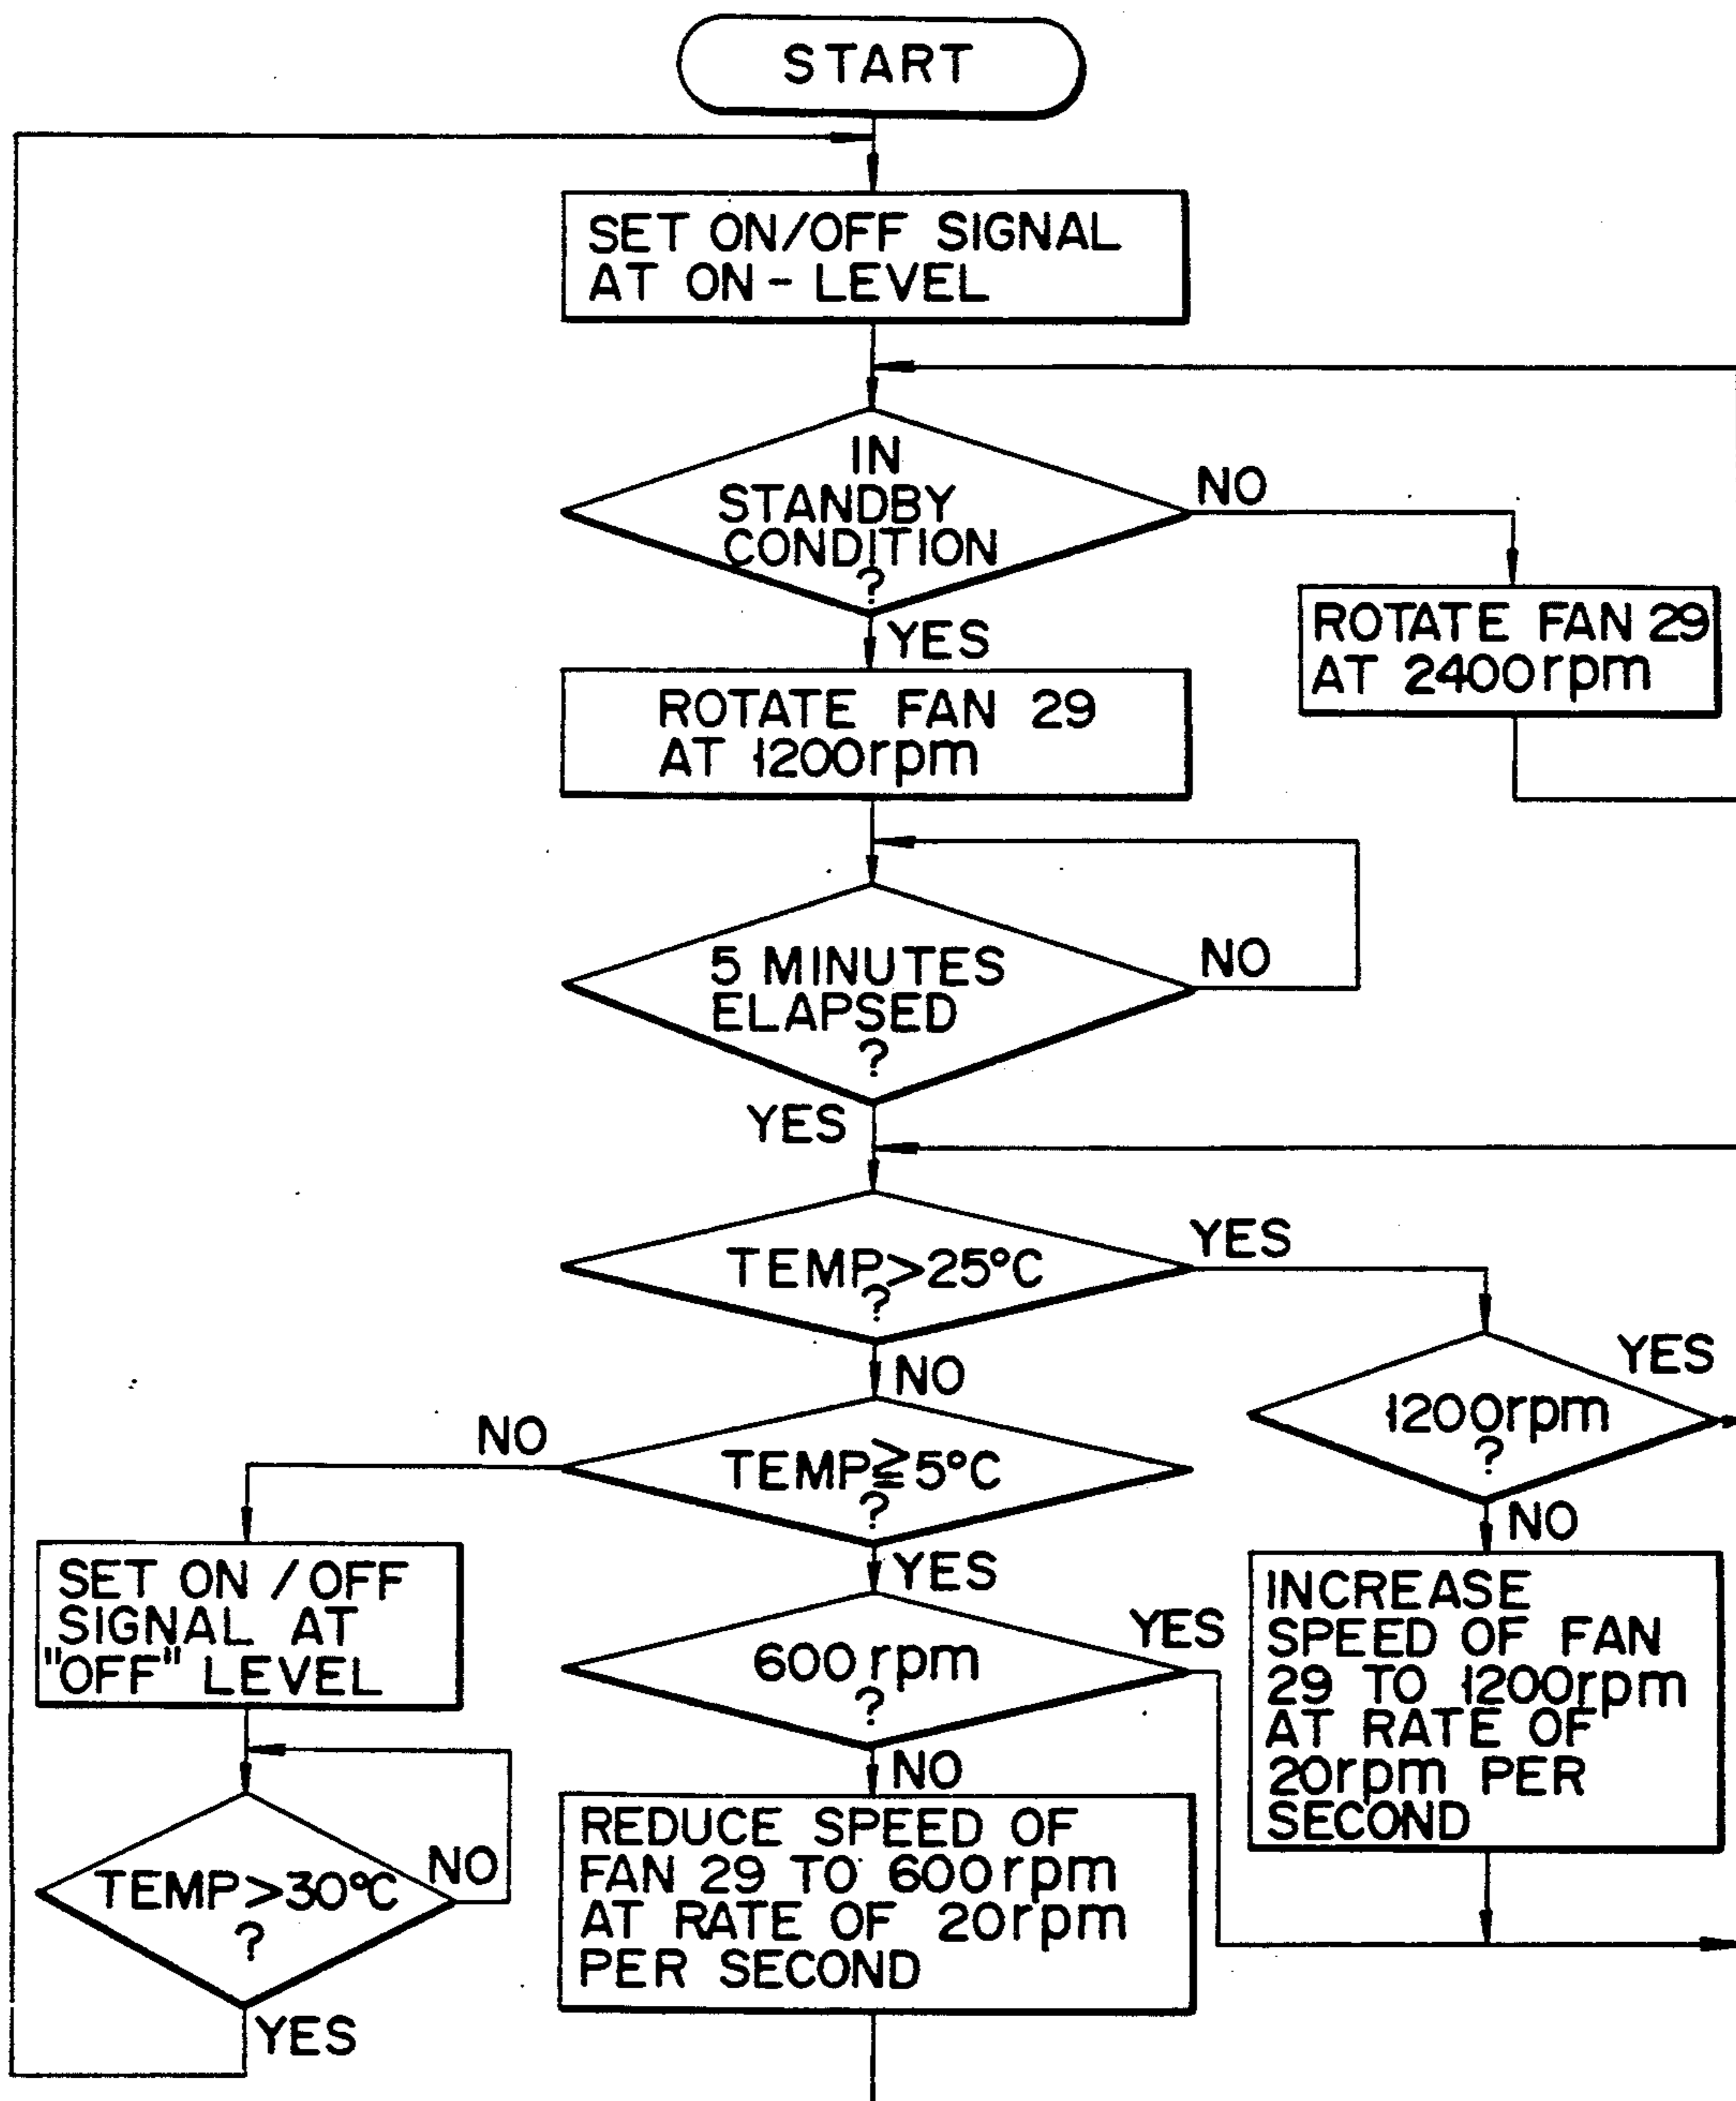 START
SET ON/OFF SIGNAL
AT ON-LEVEL
IN
STANDBY
CONDITION
?
NO
YES
ROTATE FAN 29
AT 2400rpm
ROTATE FAN 29
AT 1200rpm
5 MINUTES
ELAPSED
?
NO
YES
TEMP>25°C
?
YES
NO
1200rpm
?
YES
NO
TEMP≧5°C
?
NO
YES
SET ON/OFF
SIGNAL AT
"OFF" LEVEL
600rpm
?
YES
NO
INCREASE
SPEED OF FAN
29 TO 1200rpm
AT RATE OF
20rpm PER
SECOND
TEMP>30°C
?
NO
YES
REDUCE SPEED OF
FAN 29 TO 600rpm
AT RATE OF 20rpm
PER SECOND